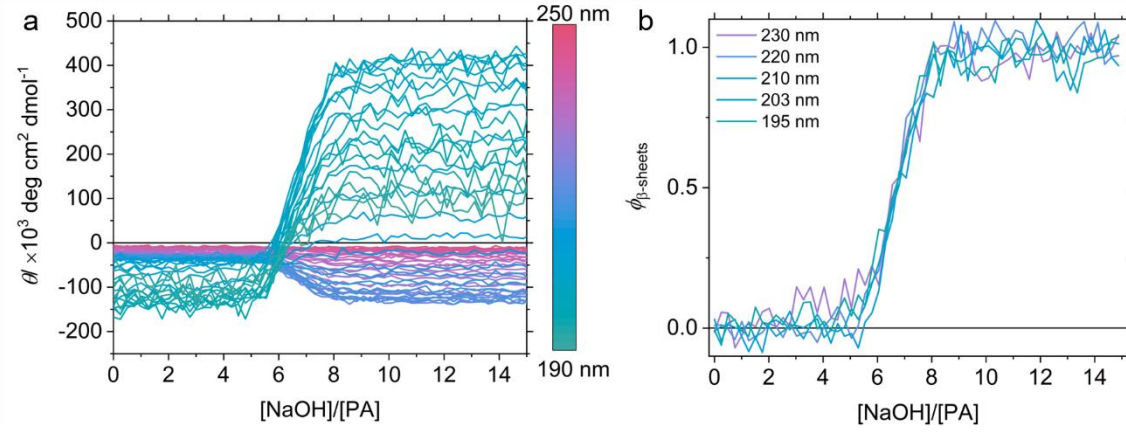 a
250 nm
500
400
300
200
100
0
-100
-200
θ/ ×10³ deg cm² dmol⁻¹
0 2 4 6 8 10 12 14
[NaOH]/[PA]
190 nm
b
230 nm
220 nm
210 nm
203 nm
195 nm
1.0
0.5
0.0
ϕβ-sheets
0 2 4 6 8 10 12 14
[NaOH]/[PA]